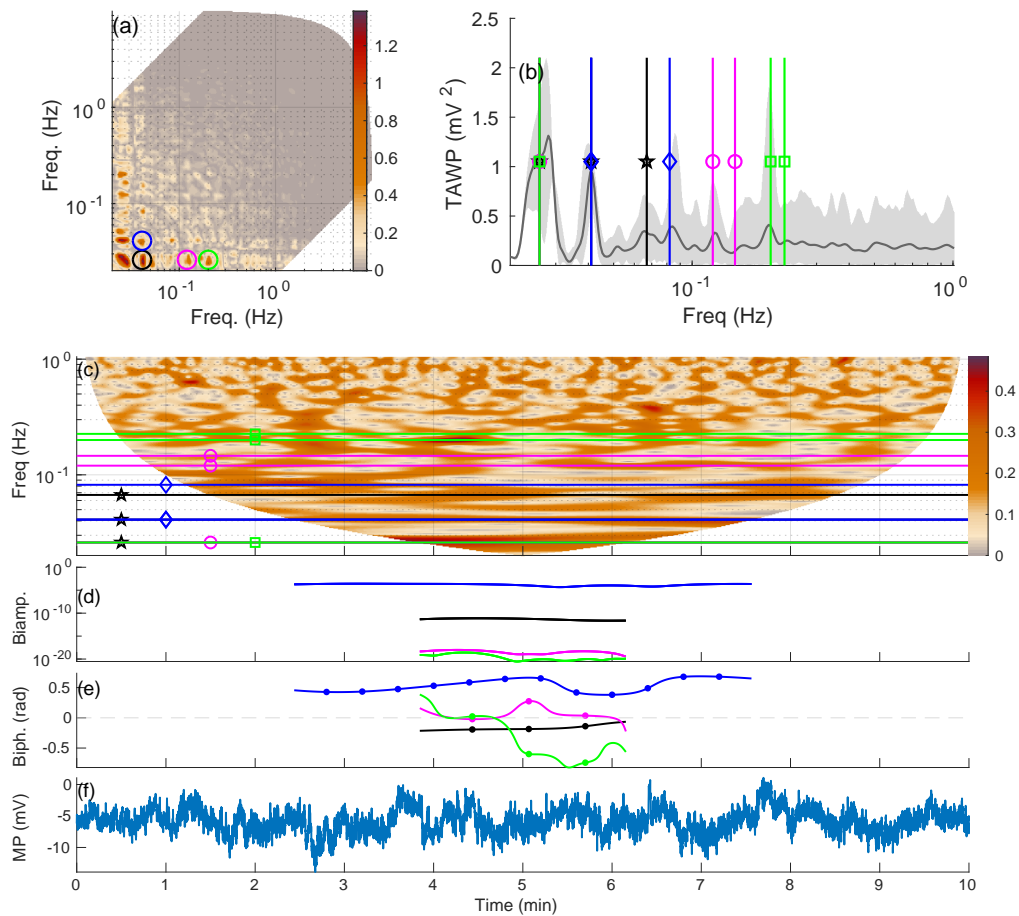 (a)
Freq. (Hz)
10^0
10^-1
10^-1
10^0
Freq. (Hz)
1.2
1
0.8
0.6
0.4
0.2
0
(b)
TAWP (mV^2)
2.5
2
1.5
1
0.5
0
10^-1
10^0
Freq (Hz)
(c)
Freq (Hz)
10^0
10^-1
10^0
0.4
0.3
0.2
0.1
0
(d)
Biamp.
10^-10
10^-20
(e)
Biph. (rad)
0.5
0
-0.5
(f)
MP (mV)
0
-5
-10
0 1 2 3 4 5 6 7 8 9 10
Time (min)